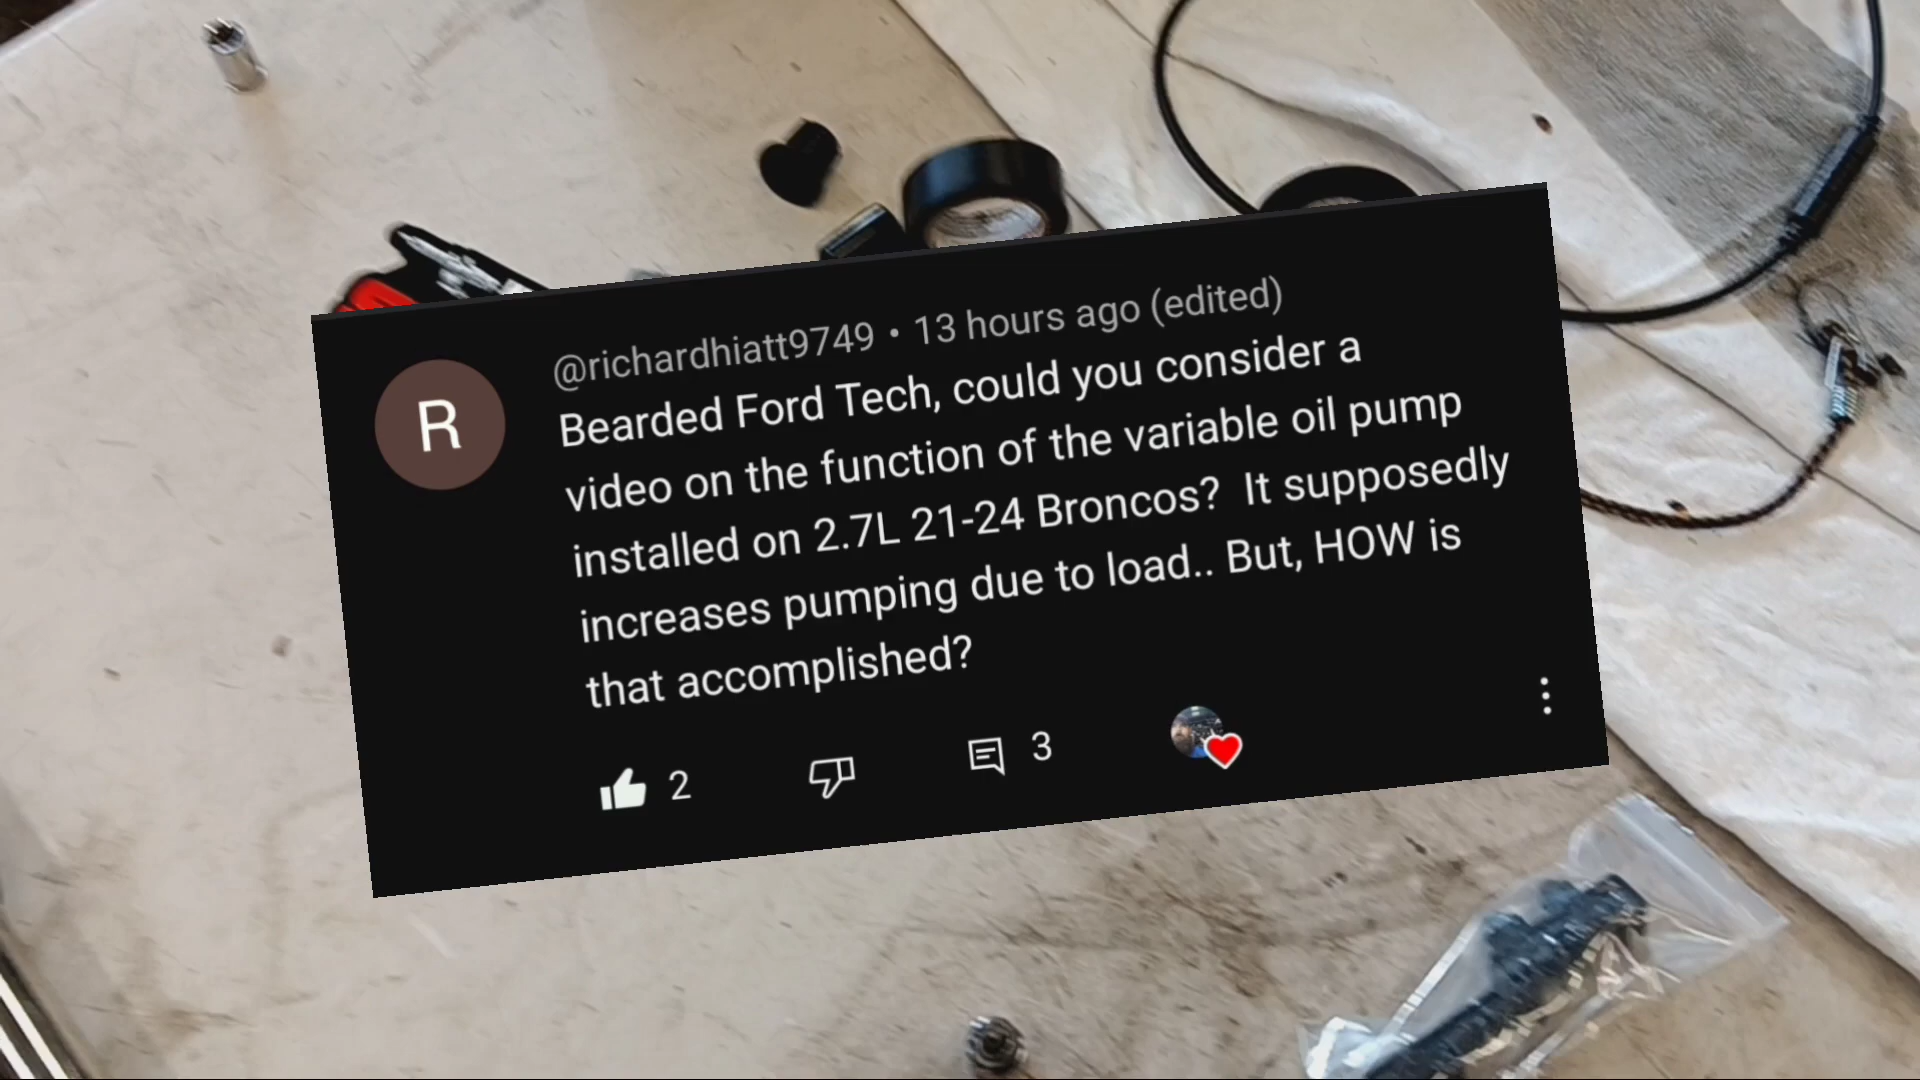 @richardhiatt9749 • 13 hours ago (edited)
R
Bearded Ford Tech, could you consider a
video on the function of the variable oil pump
installed on 2.7L 21-24 Broncos?  It supposedly
increases pumping due to load.. But, HOW is
that accomplished?
2
3